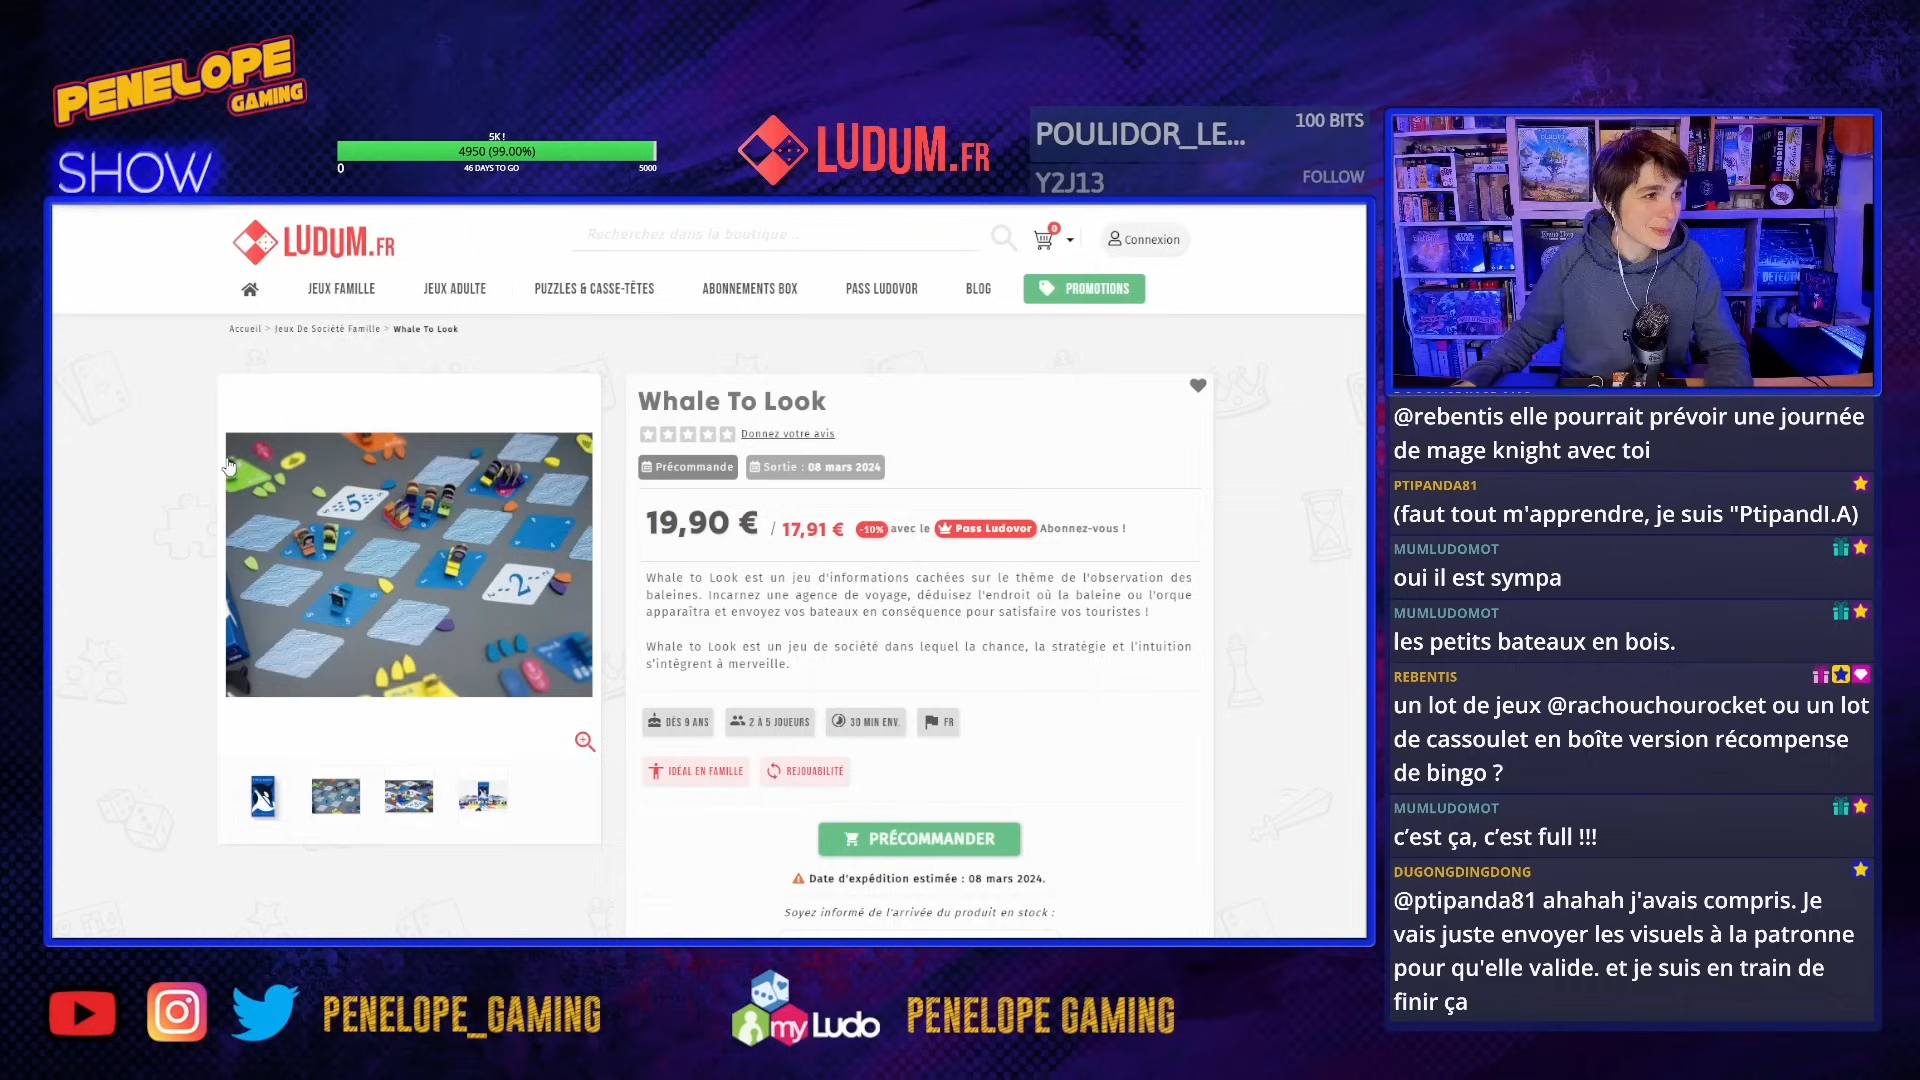 PENELOPE
GAMING
SHOW
5K !
4950 (99.00%)
0
46 DAYS TO GO
5000
LUDUM.FR
POULIDOR_LE...
100 BITS
Y2J13
FOLLOW
LUDUM.FR
Recherchez dans la boutique ...
0
Connexion
JEUX FAMILLE
JEUX ADULTE
PUZZLES & CASSE-TÊTES
ABONNEMENTS BOX
PASS LUDOVOR
BLOG
PROMOTIONS
Accueil > Jeux De Société Famille > Whale To Look
Whale To Look
Donnez votre avis
Précommande
Sortie : 08 mars 2024
19,90 € / 17,91 € -10% avec le Pass Ludovor Abonnez-vous !
Whale to Look est un jeu d'informations cachées sur le thème de l'observation des
baleines. Incarnez une agence de voyage, déduisez l'endroit où la baleine ou l'orque
apparaîtra et envoyez vos bateaux en conséquence pour satisfaire vos touristes !
Whale to Look est un jeu de société dans lequel la chance, la stratégie et l'intuition
s'intègrent à merveille.
5
2
DÈS 9 ANS
2 À 5 JOUEURS
30 MIN ENV.
FR
IDÉAL EN FAMILLE
REJOUABILITÉ
PRÉCOMMANDER
Date d'expédition estimée : 08 mars 2024.
Soyez informé de l'arrivée du produit en stock :
@rebentis elle pourrait prévoir une journée
de mage knight avec toi
PTIPANDA81
(faut tout m'apprendre, je suis "PtipandI.A)
MUMLUDOMOT
oui il est sympa
MUMLUDOMOT
les petits bateaux en bois.
REBENTIS
un lot de jeux @rachouchourocket ou un lot
de cassoulet en boîte version récompense
de bingo ?
MUMLUDOMOT
c’est ça, c’est full !!!
DUGONGDINGDONG
@ptipanda81 ahahah j'avais compris. Je
vais juste envoyer les visuels à la patronne
pour qu'elle valide. et je suis en train de
finir ça
PENELOPE_GAMING
myLudo
PENELOPE GAMING